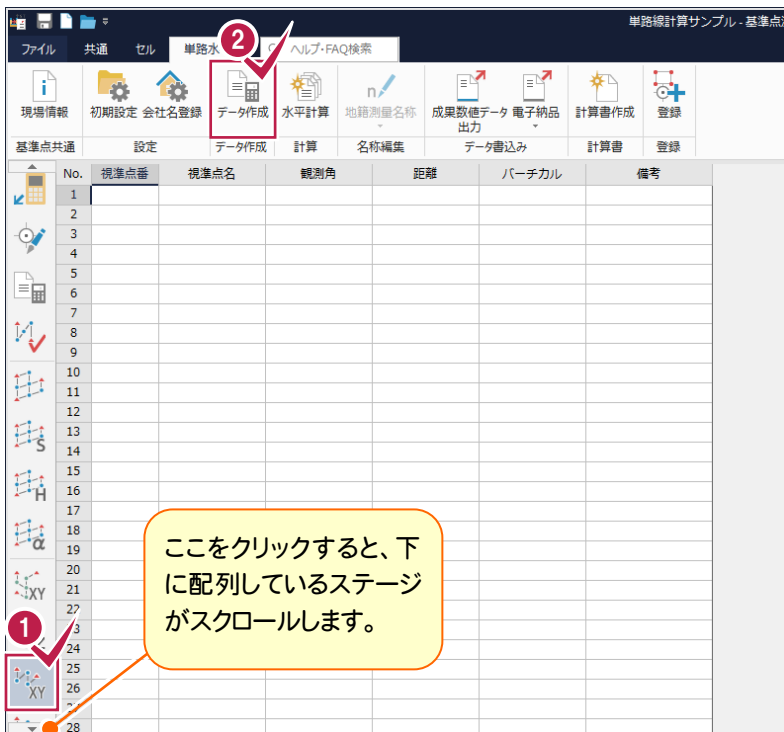 単路線計算サンプル - 基準点
ファイル 共通 セル 単路水 ヘルプ・FAQ検索
2
現場情報 初期設定 会社名登録 データ作成 水平計算 地籍測量名称 成果数値データ出力 電子納品 計算書作成 登録
基準点共通 設定 データ作成 計算 名称編集 データ書込み 計算書 登録
No. 視準点番 視準点名 観測角 距離 バーチカル 備考
1
2
3
4
5
6
7
8
9
10
11
12
13
14
15
16
17
18
19
20
21
22
24
25
26
28
S
H
α
XY
1
XY
ここをクリックすると、下
に配列しているステージ
がスクロールします。